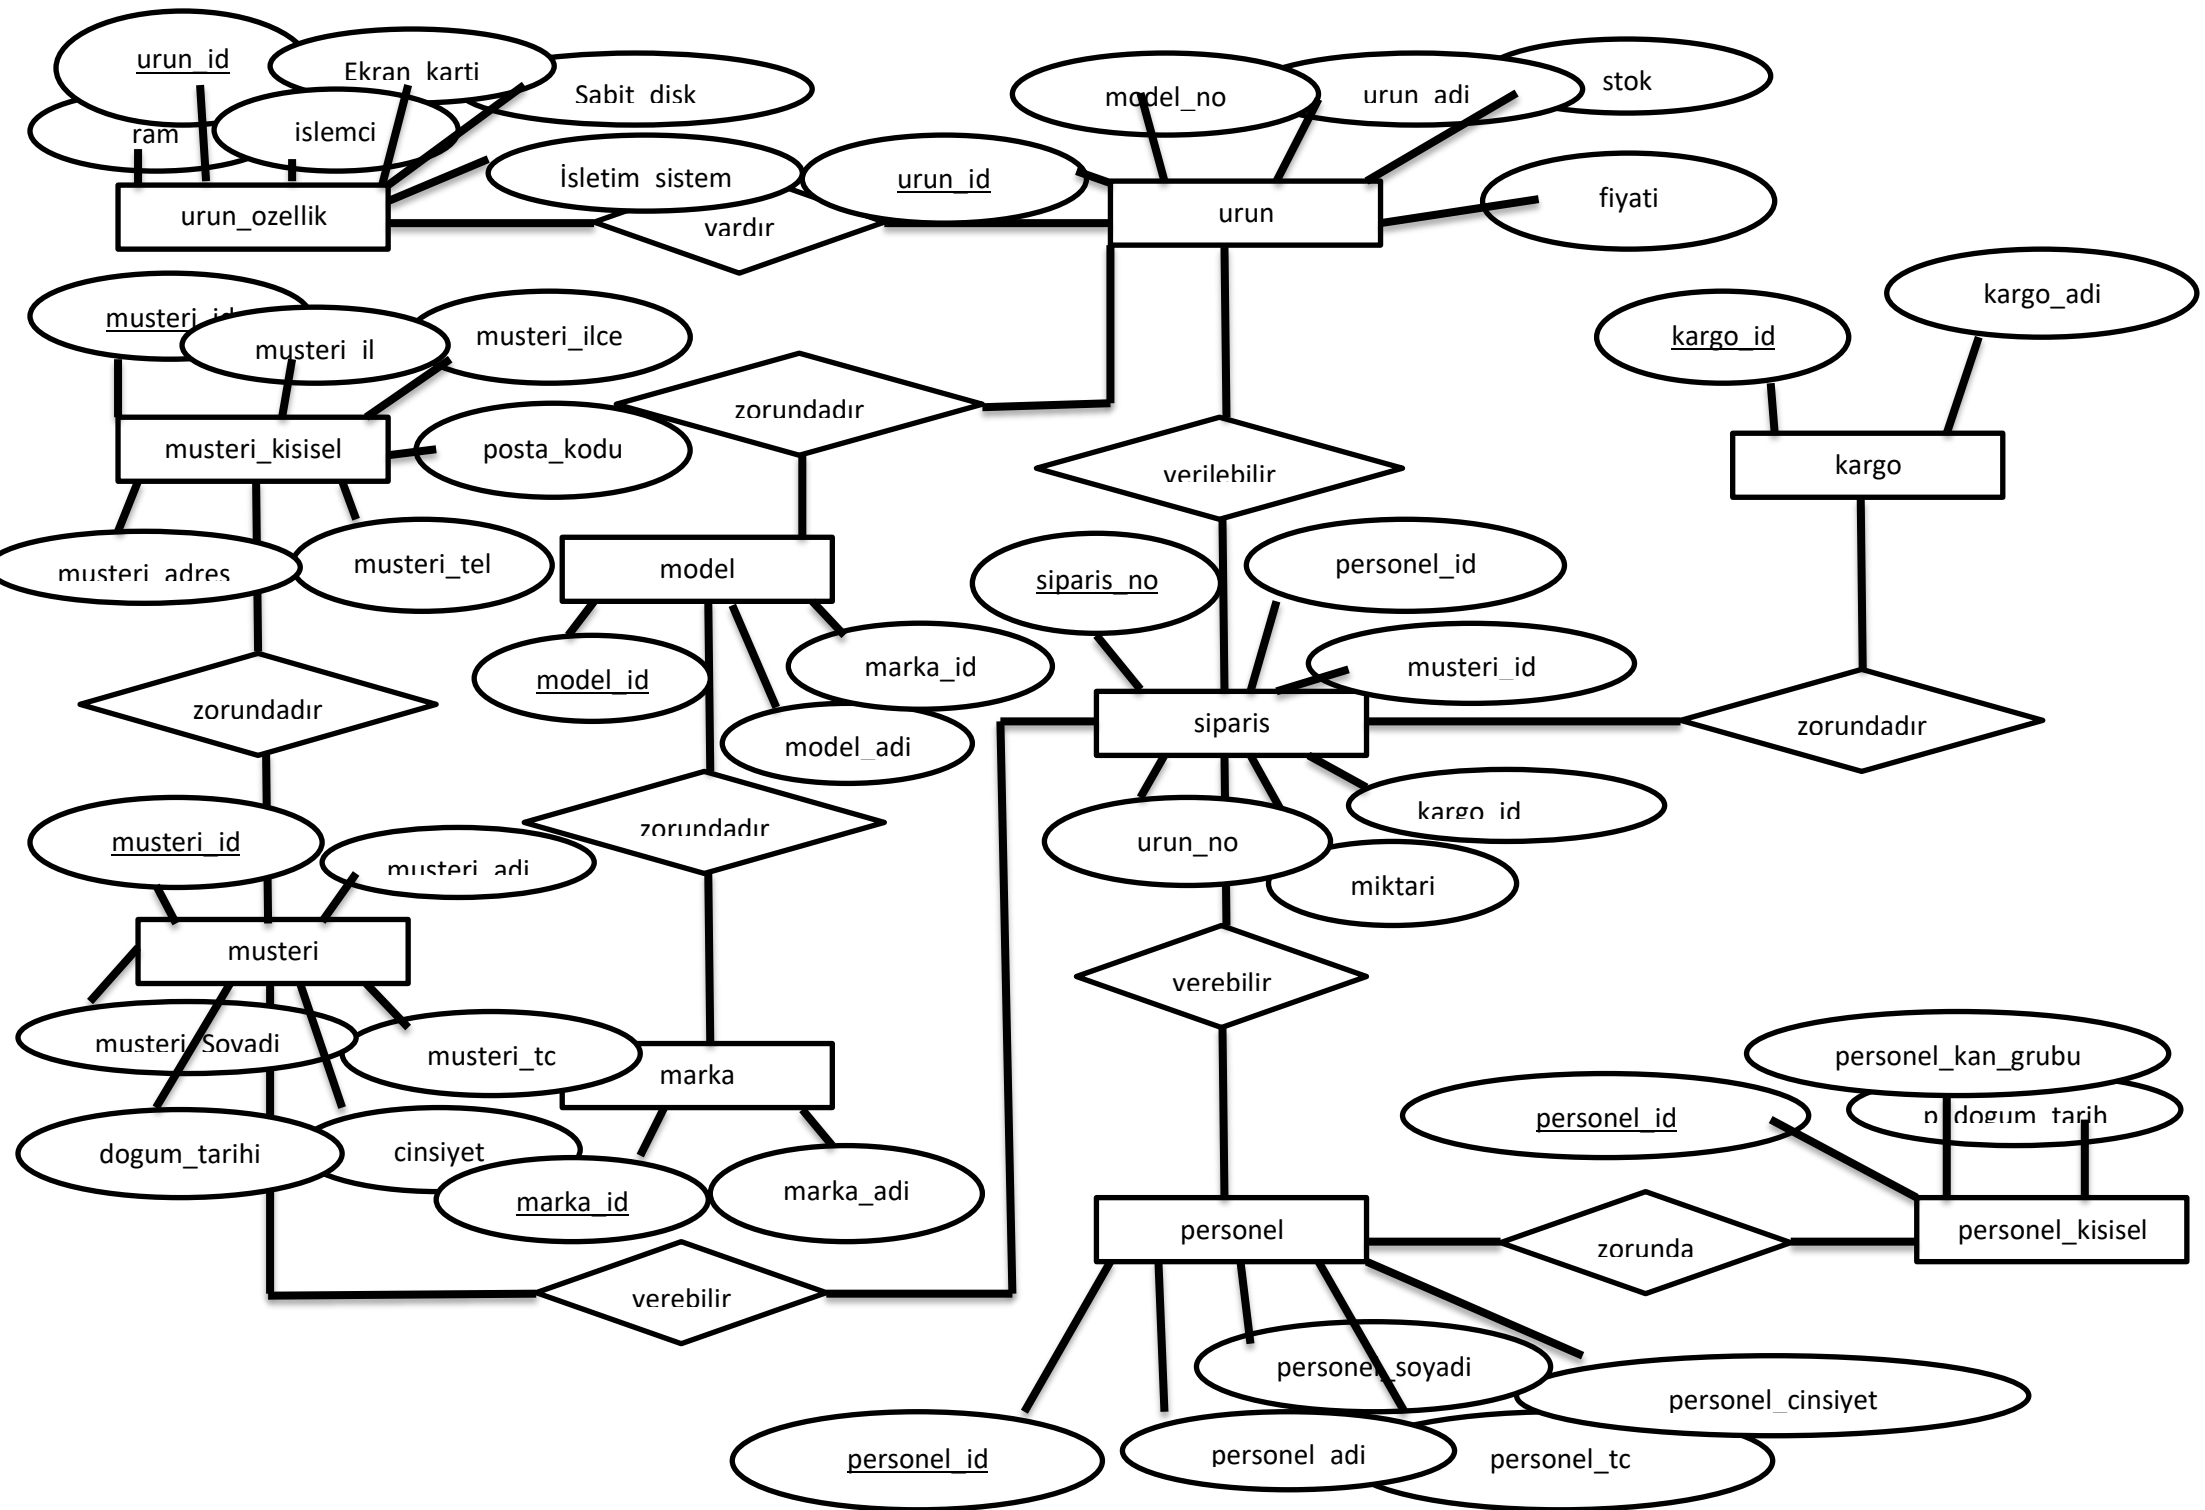 urun_id
Ekran_karti
Sabit_disk
ram
islemci
İsletim_sistem
urun_ozellik
vardır
urun_id
model_no
urun_adi
stok
fiyati
urun
musteri_id
musteri_il
musteri_ilce
posta_kodu
musteri_kisisel
musteri_adres
musteri_tel
zorundadır
zorundadır
verilebilir
kargo_id
kargo_adi
kargo
model
model_id
model_adi
marka_id
siparis_no
personel_id
musteri_id
siparis
zorundadır
urun_no
miktari
kargo_id
zorundadır
musteri_id
musteri_adi
musteri
musteri_Soyadi
musteri_tc
dogum_tarihi
cinsiyet
marka
marka_id
marka_adi
verebilir
verebilir
personel_kan_grubu
personel_id
p_dogum_tarih
personel
zorunda
personel_kisisel
personel_soyadi
personel_cinsiyet
personel_id
personel_adi
personel_tc